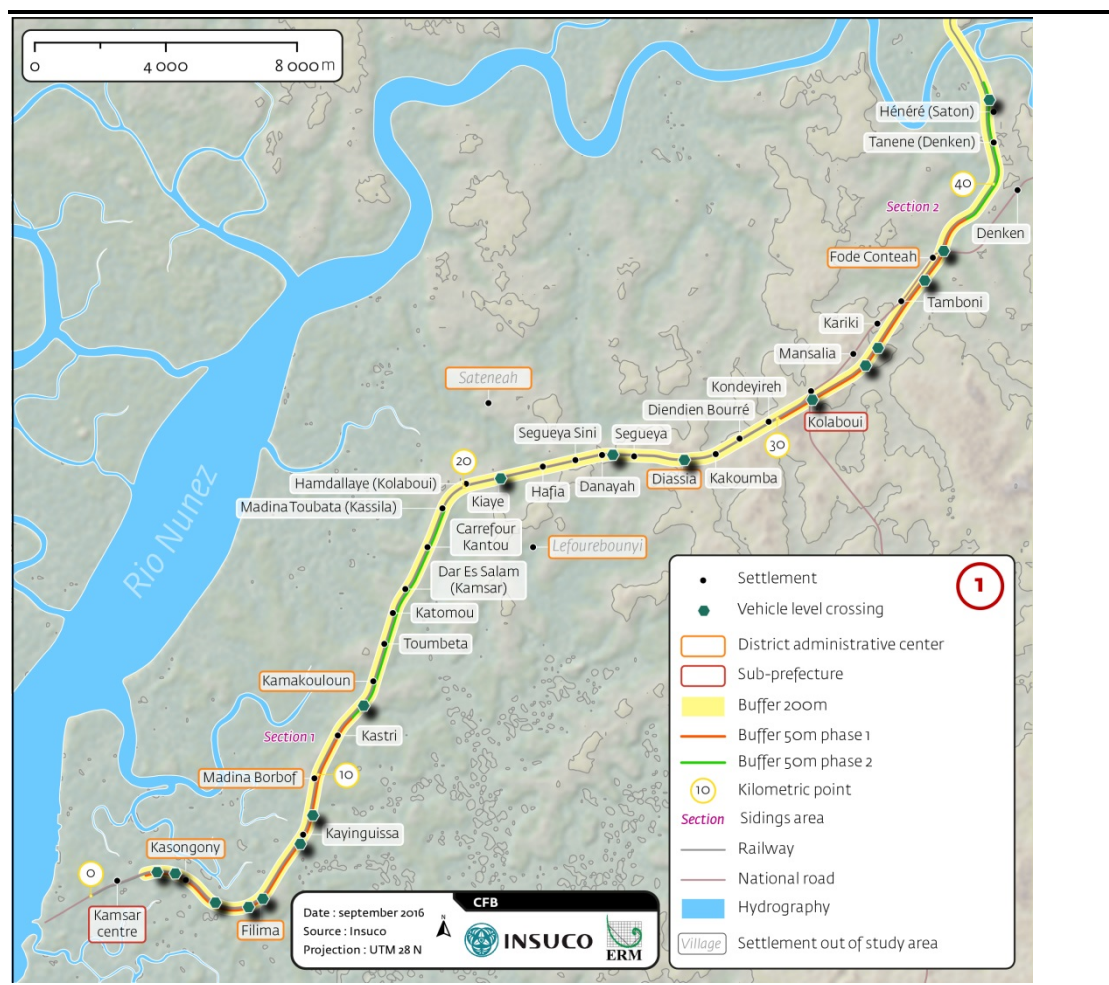 0
4 000
8 000 m
Hénéré (Saton)
Tanene (Denken)
40
Section 2
Denken
Fode Conteah
Tamboni
Kariki
Mansalia
Sateneah
Kondeyireh
Diendien Bourré
Kolaboui
Segueya Sini
Segueya
30
20
Hamdallaye (Kolaboui)
Kiaye
Hafia
Danayah
Diassia
Kakoumba
Madina Toubata (Kassila)
Carrefour
Kantou
Lefourebounyi
Rio Nunez
Dar Es Salam
(Kamsar)
Katomou
Toumbeta
Kamakouloun
Section 1
Kastri
Madina Borbof
10
Kayinguissa
Kasongony
0
Kamsar
centre
Filima
1
Settlement
Vehicle level crossing
District administrative center
Sub-prefecture
Buffer 200m
Buffer 50m phase 1
Buffer 50m phase 2
10 Kilometric point
Section Sidings area
Railway
National road
Hydrography
Village Settlement out of study area
CFB
Date : september 2016
Source : Insuco
Projection : UTM 28 N
N
INSUCO
ERM